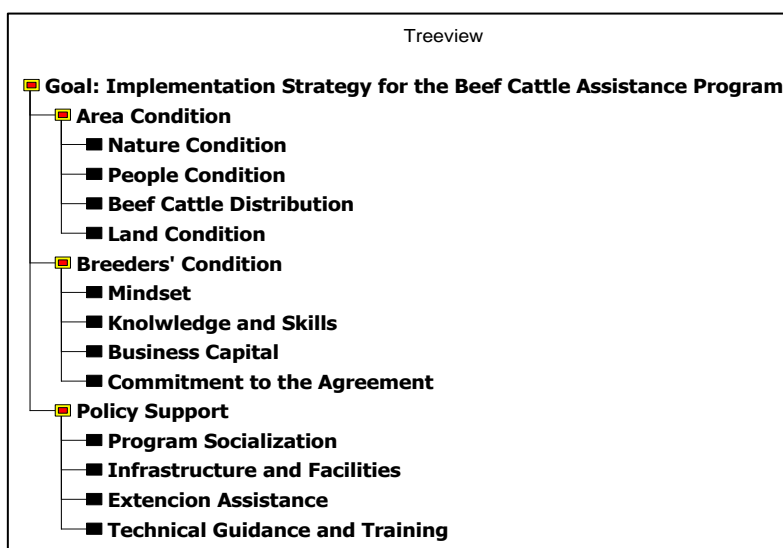 Treeview
Goal: Implementation Strategy for the Beef Cattle Assistance Program
Area Condition
Nature Condition
People Condition
Beef Cattle Distribution
Land Condition
Breeders' Condition
Mindset
Knolwledge and Skills
Business Capital
Commitment to the Agreement
Policy Support
Program Socialization
Infrastructure and Facilities
Extencion Assistance
Technical Guidance and Training